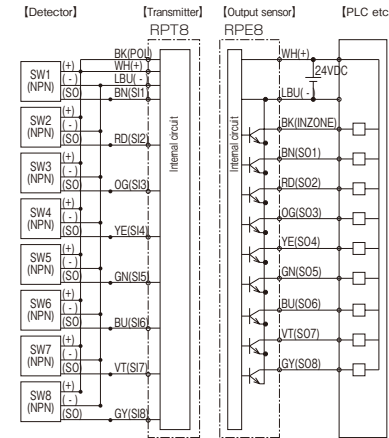 【Detector】 【Transmitter】 【Output sensor】 【PLC etc
RPT8 RPE8
BK(POL)
WH(+)
LBU( - )
BN(SI1)
SW1
(NPN)
(+)
( - )
(SO)
SW2
(NPN)
(+)
( - )
(SO)
RD(SI2)
SW3
(NPN)
(+)
( - )
(SO)
OG(SI3)
SW4
(NPN)
(+)
( - )
(SO)
YE(SI4)
SW5
(NPN)
(+)
( - )
(SO)
GN(SI5)
SW6
(NPN)
(+)
( - )
(SO)
BU(SI6)
SW7
(NPN)
(+)
( - )
(SO)
VT(SI7)
SW8
(NPN)
(+)
( - )
(SO)
GY(SI8)
Internal circuit
Internal circuit
WH(+)
24VDC
LBU( - )
BK(INZONE)
BN(SO1)
RD(SO2)
OG(SO3)
YE(SO4)
GN(SO5)
BU(SO6)
VT(SO7)
GY(SO8)